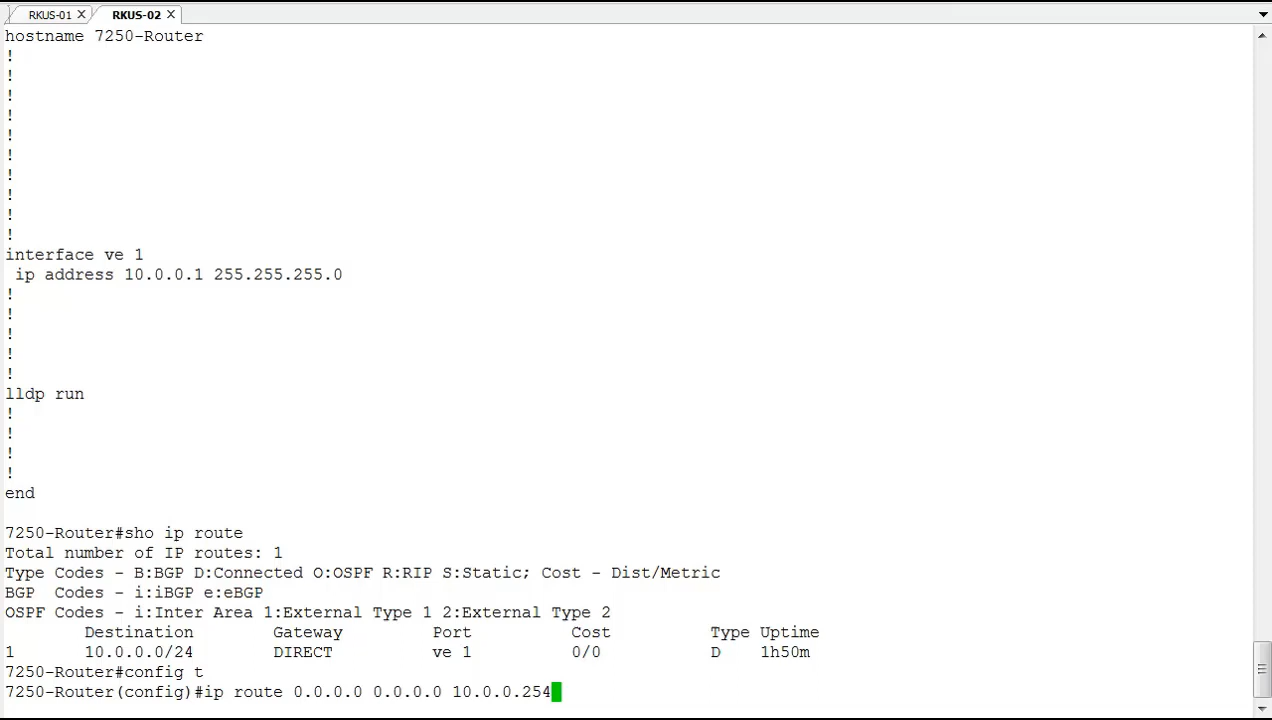 RKUS-01 X RKUS-02 X
hostname 7250-Router
!
!
!
!
!
!
!
!
!
!
interface ve 1
 ip address 10.0.0.1 255.255.255.0
!
!
!
!
!
lldp run
!
!
!
!
end
7250-Router#sho ip route
Total number of IP routes: 1
Type Codes - B:BGP D:Connected O:OSPF R:RIP S:Static; Cost - Dist/Metric
BGP  Codes - i:iBGP e:eBGP
OSPF Codes - i:Inter Area 1:External Type 1 2:External Type 2
        Destination        Gateway         Port          Cost          Type Uptime
1       10.0.0.0/24        DIRECT          ve 1          0/0           D    1h50m
7250-Router#config t
7250-Router(config)#ip route 0.0.0.0 0.0.0.0 10.0.0.254